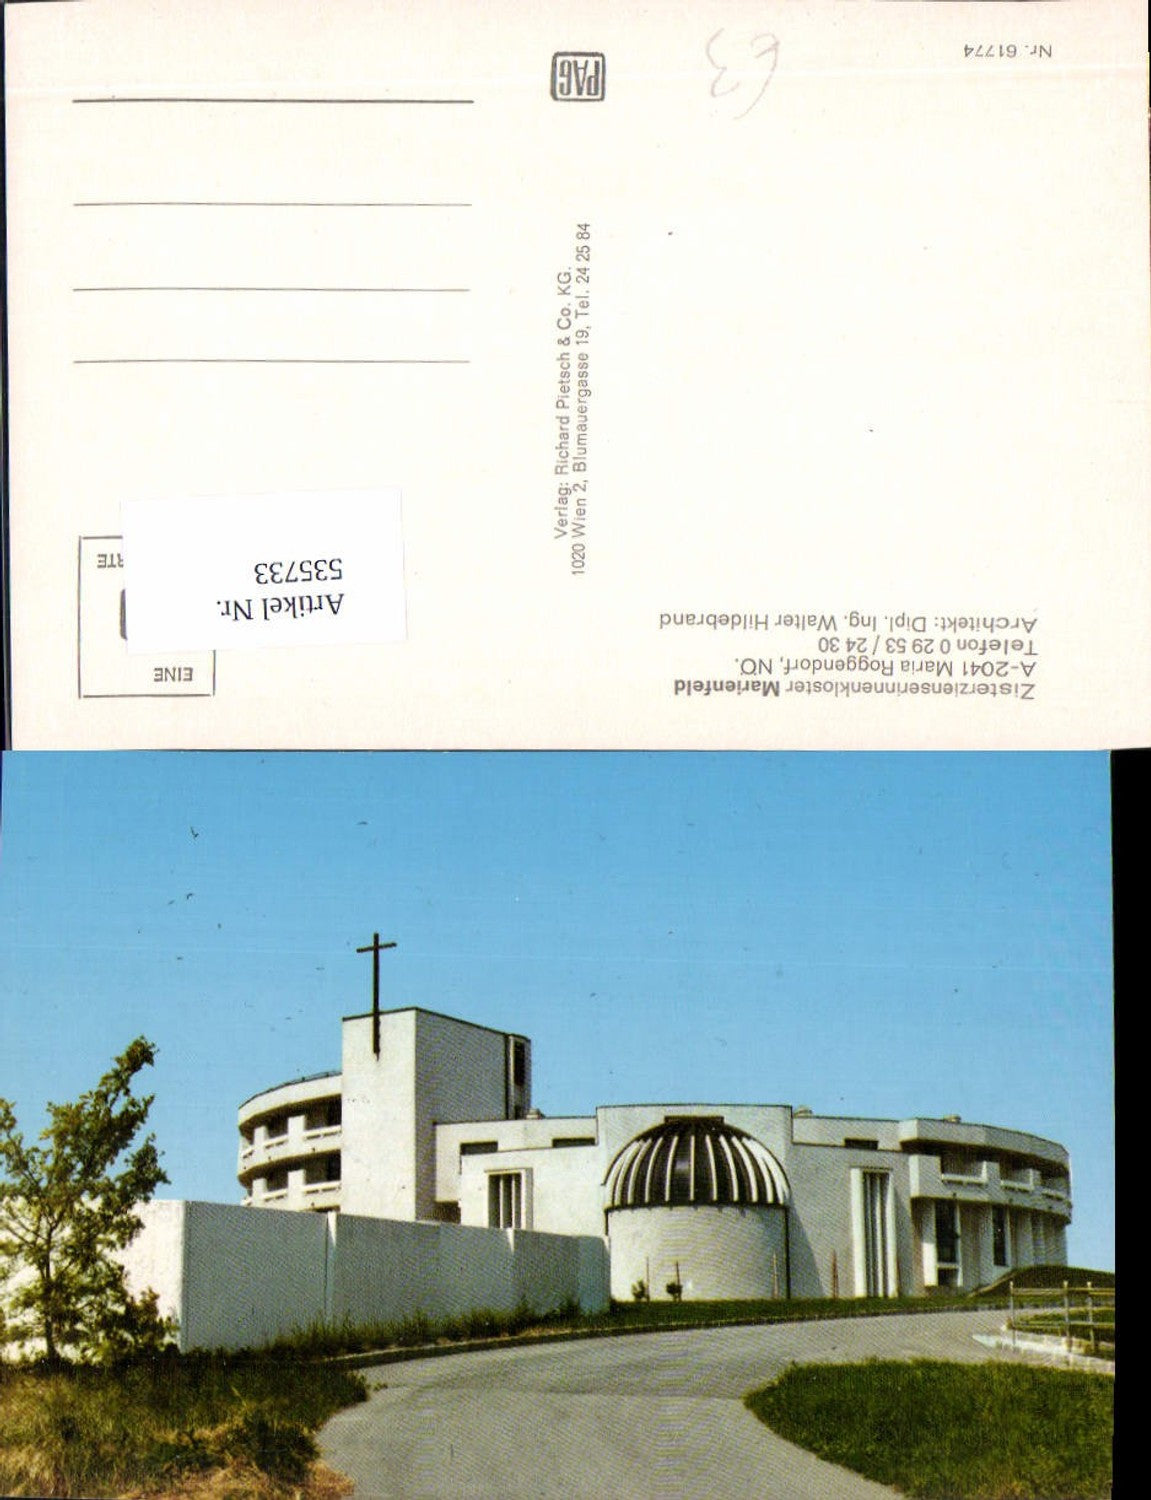 Zisterzienserinnenkloster Marienfeld
A-2041 Maria Roggendorf, NÖ.
Telefon 0 29 53 / 24 30
Architekt: Dipl. Ing. Walter Hildebrand
Verlag: Richard Pietsch & Co. KG.
1020 Wien 2, Blumauergasse 19, Tel. 24 25 84
EINE
RTE
Artikel Nr.
535733
PAG
€3
Nr. 61774